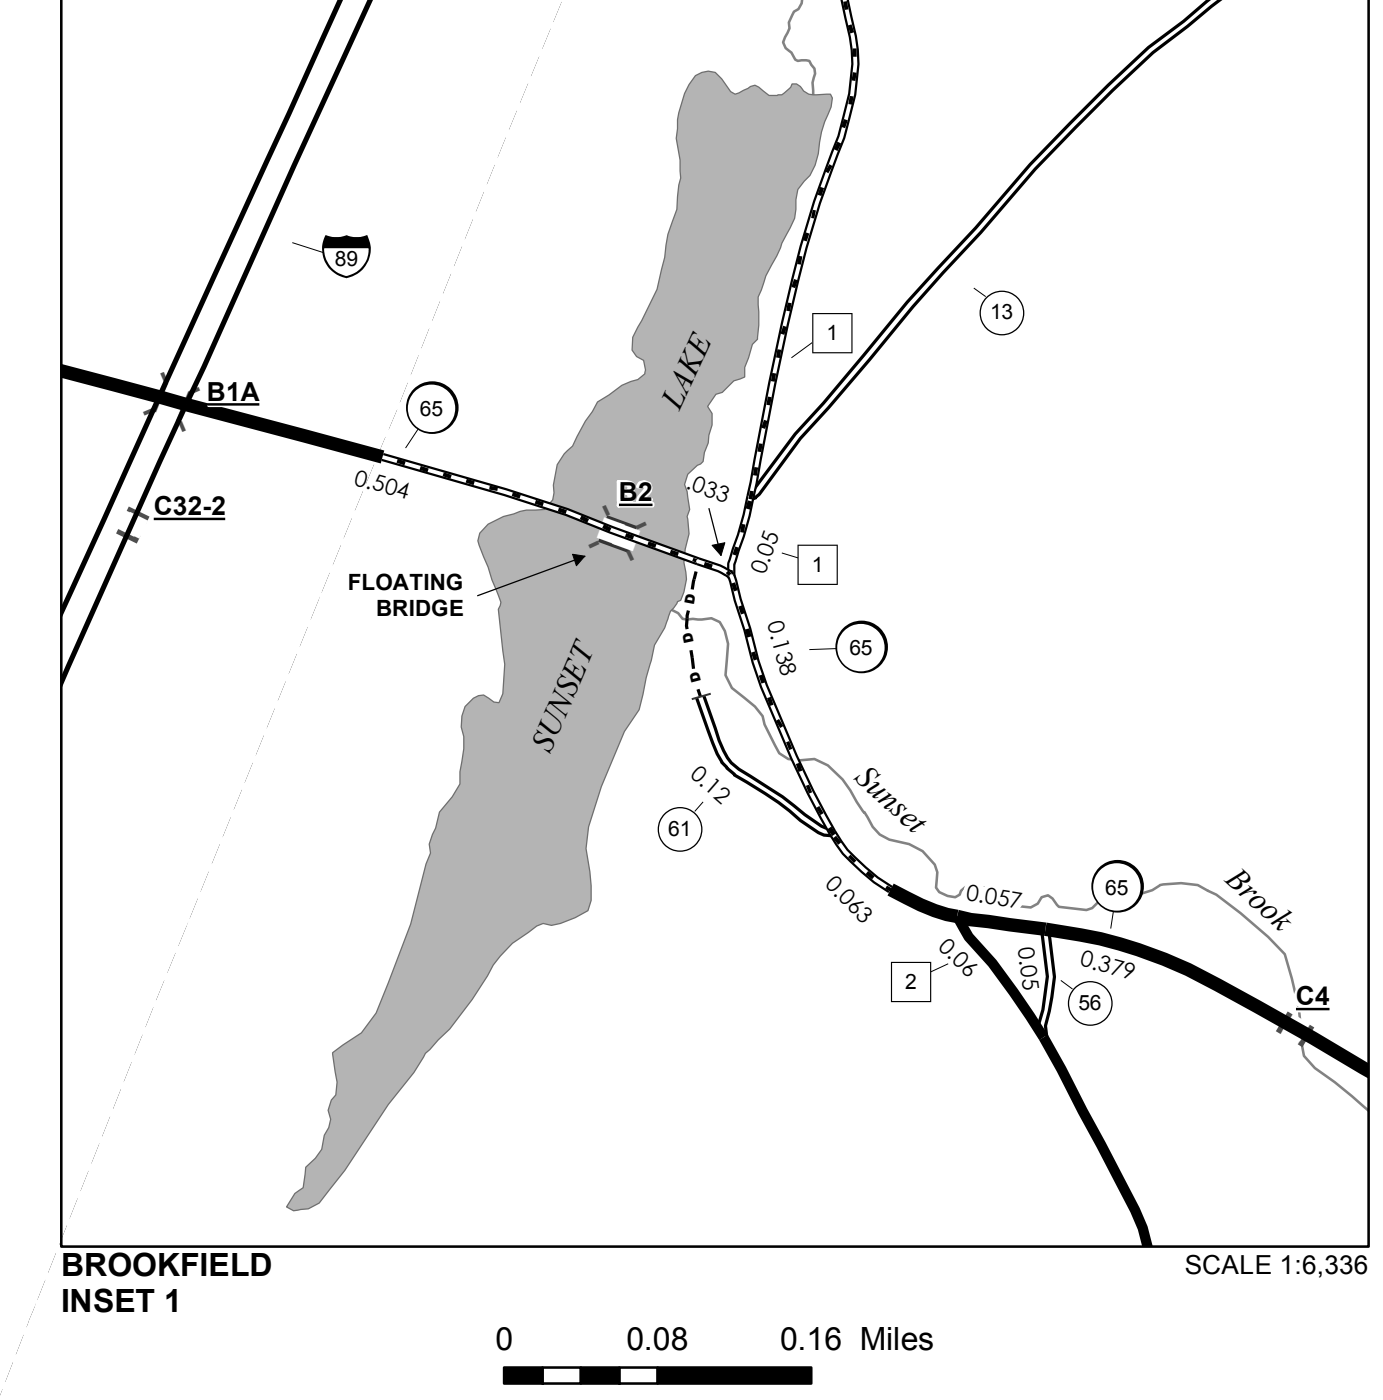 89
13
1
LAKE
B1A
65
0.504
C32-2
B2
.033
0.05
1
FLOATING
BRIDGE
0.138
65
SUNSET
0.12
61
Sunset
0.063
0.057
65
Brook
0.06
2
0.05
0.379
56
C4
D
D
D
BROOKFIELD
INSET 1
SCALE 1:6,336
0 0.08 0.16 Miles